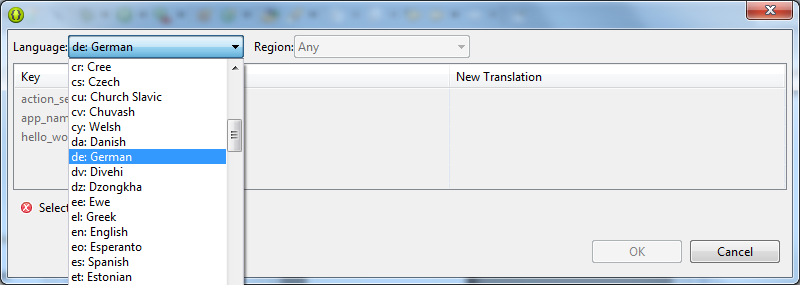 Language: de: German Region: Any
Key New Translation
action_se
app_nam
hello_wo
Select
cr: Cree
cs: Czech
cu: Church Slavic
cv: Chuvash
cy: Welsh
da: Danish
de: German
dv: Divehi
dz: Dzongkha
ee: Ewe
el: Greek
en: English
eo: Esperanto
es: Spanish
et: Estonian
OK Cancel